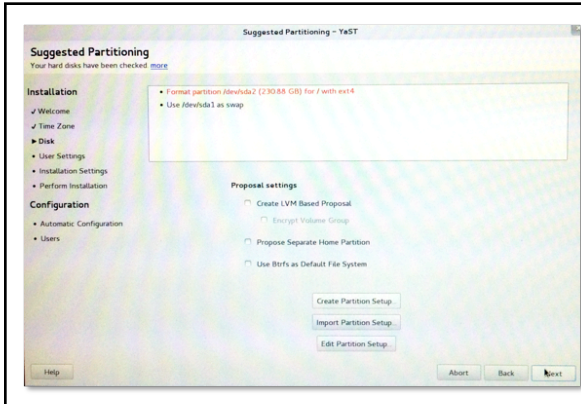 Suggested Partitioning - YaST
Suggested Partitioning
Your hard disks have been checked. more
Installation
✓ Welcome
✓ Time Zone
▶ Disk
• User Settings
• Installation Settings
• Perform Installation
Configuration
• Automatic Configuration
• Users
• Format partition /dev/sda2 (230.88 GB) for / with ext4
• Use /dev/sda1 as swap
Proposal settings
Create LVM Based Proposal
Encrypt Volume Group
Propose Separate Home Partition
Use Btrfs as Default File System
Create Partition Setup...
Import Partition Setup...
Edit Partition Setup...
Help
Abort
Back
Next